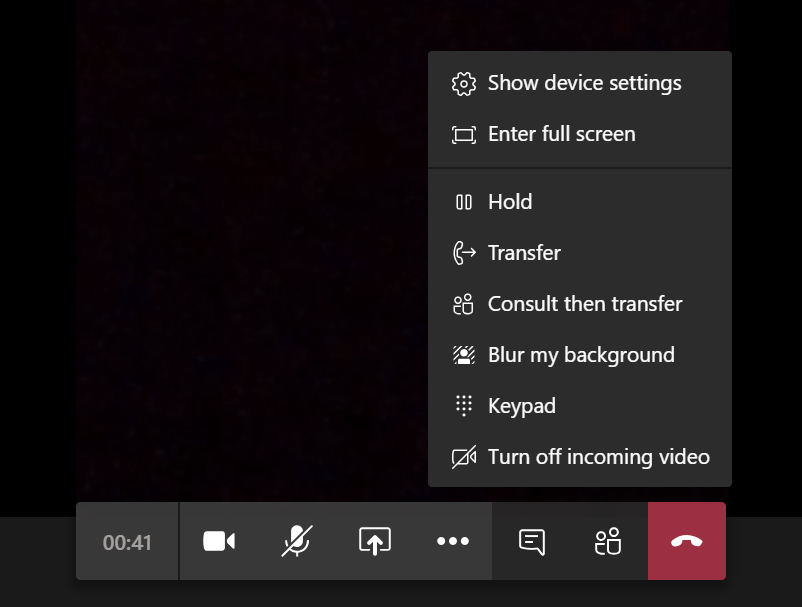 Show device settings
Enter full screen
Hold
Transfer
Consult then transfer
Blur my background
Keypad
Turn off incoming video
00:41